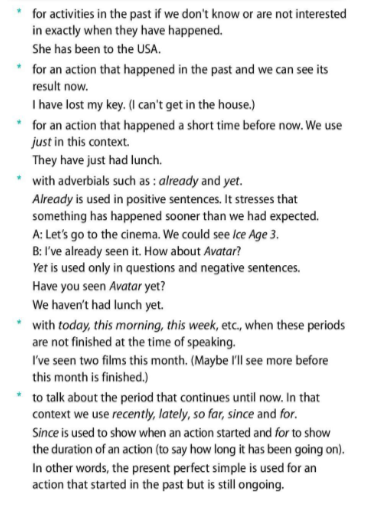 * for activities in the past if we don't know or are not interested
in exactly when they have happened.
She has been to the USA.
* for an action that happened in the past and we can see its
result now.
I have lost my key. (I can't get in the house.)
* for an action that happened a short time before now. We use
just in this context.
They have just had lunch.
* with adverbials such as : already and yet.
Already is used in positive sentences. It stresses that
something has happened sooner than we had expected.
A: Let's go to the cinema. We could see Ice Age 3.
B: I've already seen it. How about Avatar?
Yet is used only in questions and negative sentences.
Have you seen Avatar yet?
We haven't had lunch yet.
* with today, this morning, this week, etc., when these periods
are not finished at the time of speaking.
I've seen two films this month. (Maybe I'll see more before
this month is finished.)
* to talk about the period that continues until now. In that
context we use recently, lately, so far, since and for.
Since is used to show when an action started and for to show
the duration of an action (to say how long it has been going on).
In other words, the present perfect simple is used for an
action that started in the past but is still ongoing.